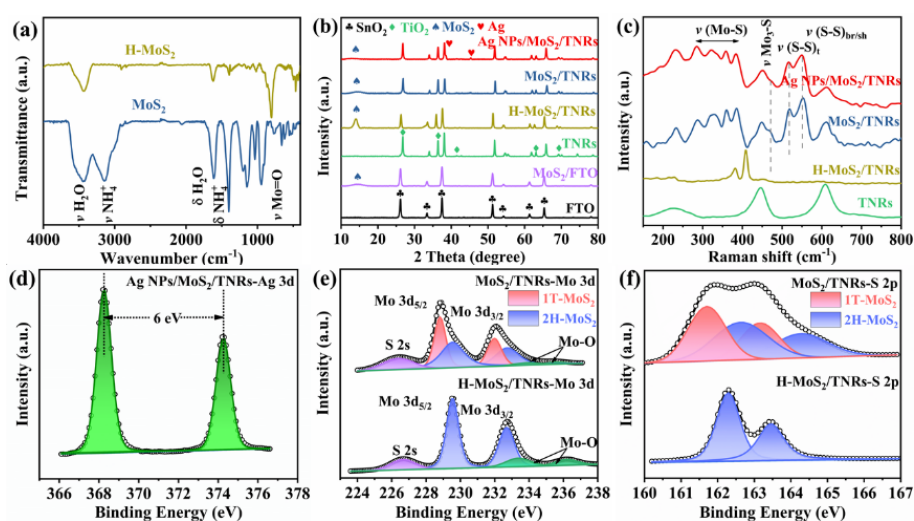 (a)
H-MoS₂
MoS₂
ν H₂O
ν NH₄⁺
δ H₂O
δ NH₄⁺
ν Mo=O
Transmittance (a.u.)
4000 3000 2000 1000
Wavenumber (cm⁻¹)
(b)
♣SnO₂ ♦TiO₂ ♠MoS₂ ♥Ag
Ag NPs/MoS₂/TNRs
MoS₂/TNRs
H-MoS₂/TNRs
TNRs
MoS₂/FTO
FTO
Intensity (a.u.)
10 20 30 40 50 60 70 80
2 Theta (degree)
(c)
ν (Mo-S)
ν Mo₃-S
ν (S-S)t
ν (S-S)br/sh
Ag NPs/MoS₂/TNRs
MoS₂/TNRs
H-MoS₂/TNRs
TNRs
Intensity (a.u.)
200 300 400 500 600 700 800
Raman shift (cm⁻¹)
(d)
Ag NPs/MoS₂/TNRs-Ag 3d
6 eV
Intensity (a.u.)
366 368 370 372 374 376 378
Binding Energy (eV)
(e)
MoS₂/TNRs-Mo 3d
Mo 3d₅/₂
Mo 3d₃/₂
1T-MoS₂
2H-MoS₂
S 2s
Mo-O
H-MoS₂/TNRs-Mo 3d
Mo 3d₅/₂
Mo 3d₃/₂
S 2s
Mo-O
Intensity (a.u.)
224 226 228 230 232 234 236 238
Binding Energy (eV)
(f)
MoS₂/TNRs-S 2p
1T-MoS₂
2H-MoS₂
H-MoS₂/TNRs-S 2p
Intensity (a.u.)
160 161 162 163 164 165 166 167
Binding Energy (eV)